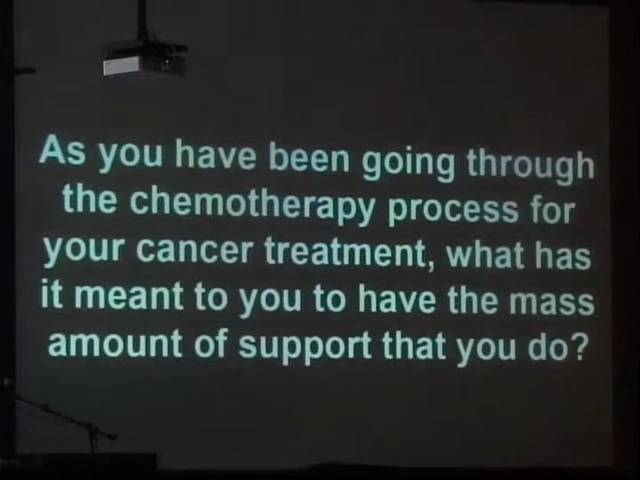 As you have been going through
the chemotherapy process for
your cancer treatment, what has
it meant to you to have the mass
amount of support that you do?